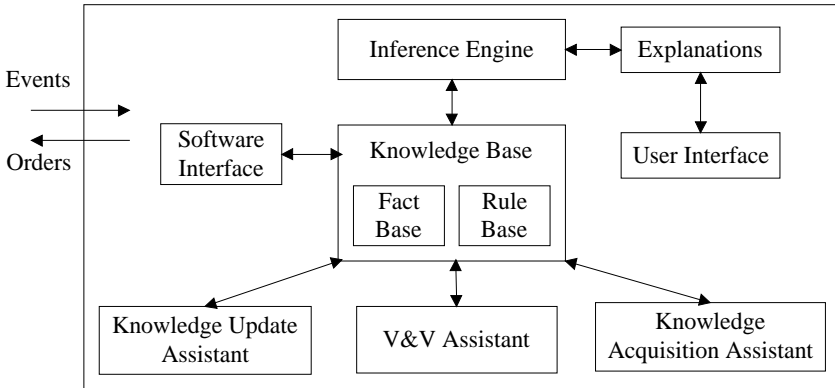 Inference Engine
Explanations
Events
Orders
Software
Interface
Knowledge Base
User Interface
Fact
Base
Rule
Base
Knowledge Update
Assistant
V&V Assistant
Knowledge
Acquisition Assistant